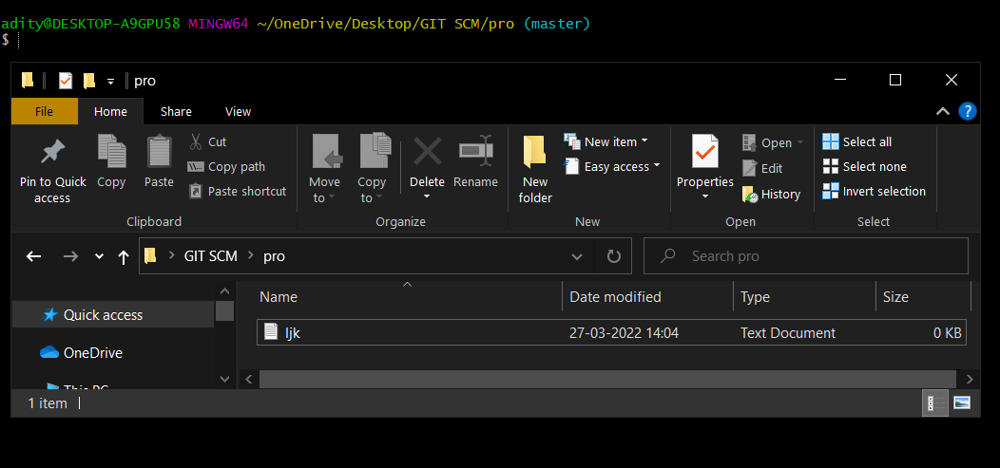 adity@DESKTOP-A9GPU58 MINGW64 ~/OneDrive/Desktop/GIT SCM/pro (master)
$
pro
File Home Share View
Pin to Quick access
Copy
Paste
Cut
Copy path
Paste shortcut
Clipboard
Move to
Copy to
Delete
Rename
Organize
New folder
New item
Easy access
New
Properties
Open
Edit
History
Open
Select all
Select none
Invert selection
Select
GIT SCM > pro
Search pro
Quick access
OneDrive
This PC
Name Date modified Type Size
ljk 27-03-2022 14:04 Text Document 0 KB
1 item